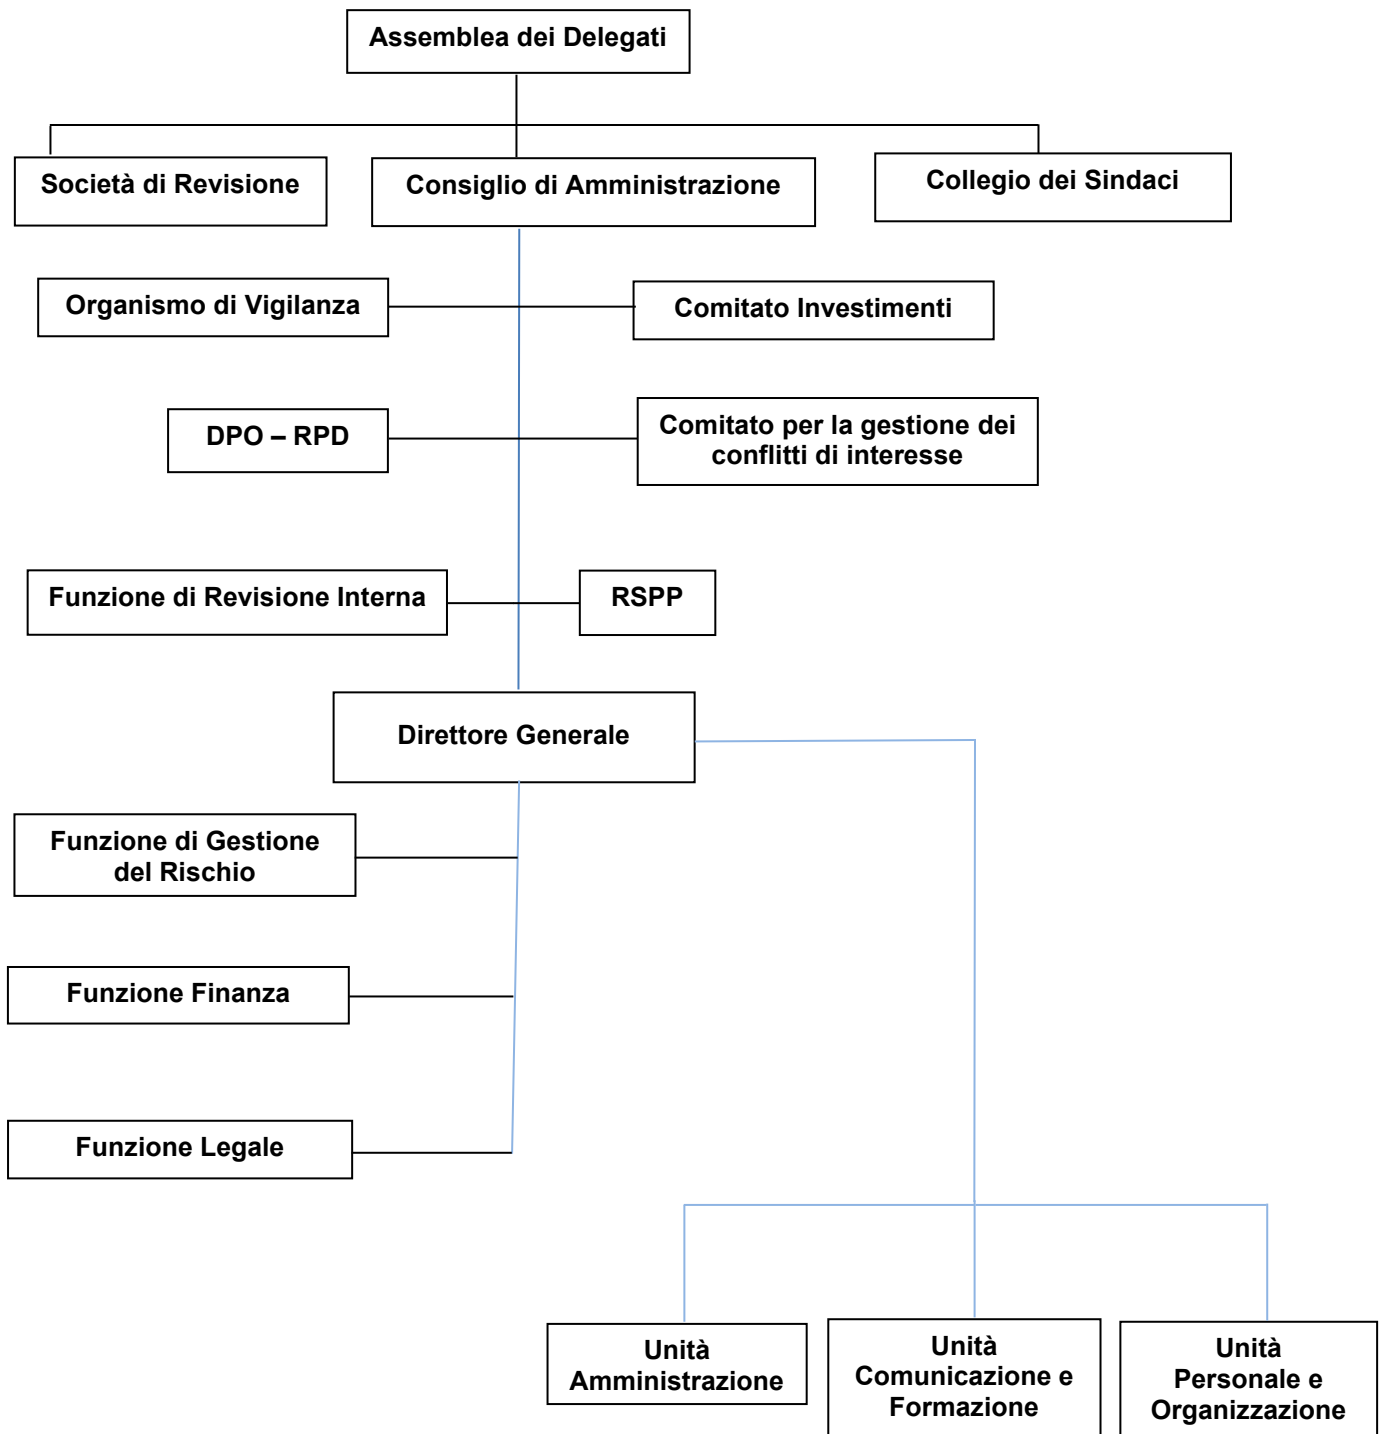 Assemblea dei Delegati
Società di Revisione
Consiglio di Amministrazione
Collegio dei Sindaci
Organismo di Vigilanza
Comitato Investimenti
DPO – RPD
Comitato per la gestione dei
conflitti di interesse
Funzione di Revisione Interna
RSPP
Direttore Generale
Funzione di Gestione
del Rischio
Funzione Finanza
Funzione Legale
Unità
Amministrazione
Unità
Comunicazione e
Formazione
Unità
Personale e
Organizzazione